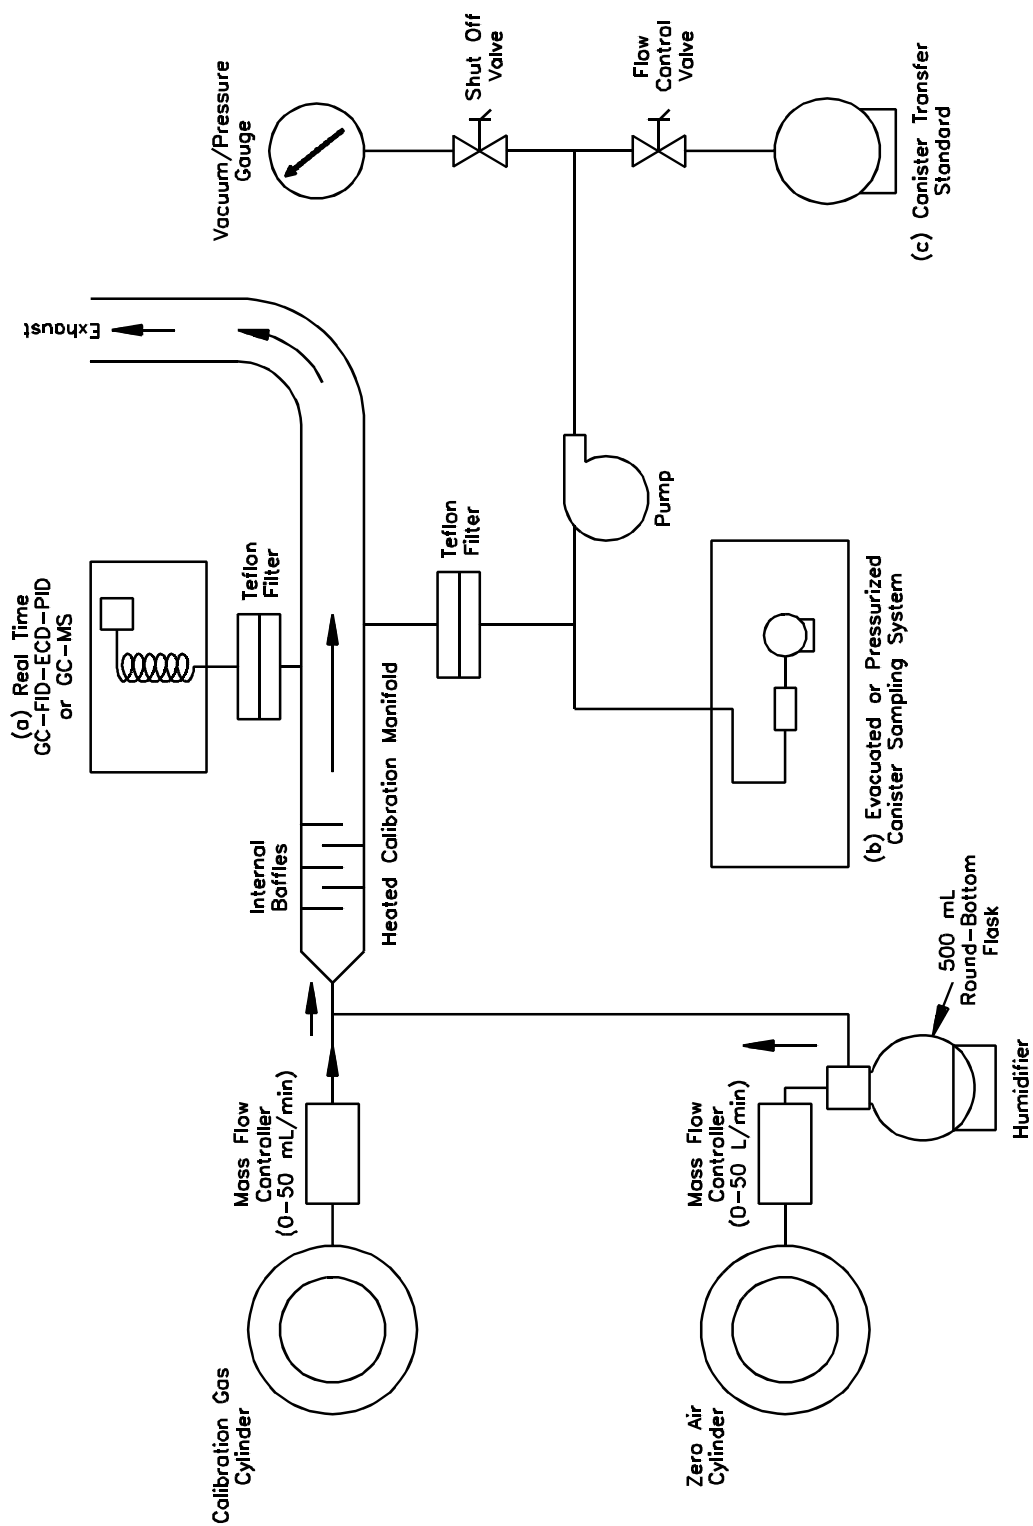 (a) Real Time
GC-FID-ECD-PID
or GC-MS
Exhaust
Vacuum/Pressure
Gauge
Shut Off
Valve
Flow
Control
Valve
(c) Canister Transfer
Standard
Teflon
Filter
Teflon
Filter
Pump
Internal
Baffles
Heated Calibration Manifold
(b) Evacuated or Pressurized
Canister Sampling System
Mass Flow
Controller
(0-50 mL/min)
Calibration Gas
Cylinder
Mass Flow
Controller
(0-50 L/min)
Zero Air
Cylinder
500 mL
Round-Bottom
Flask
Humidifier